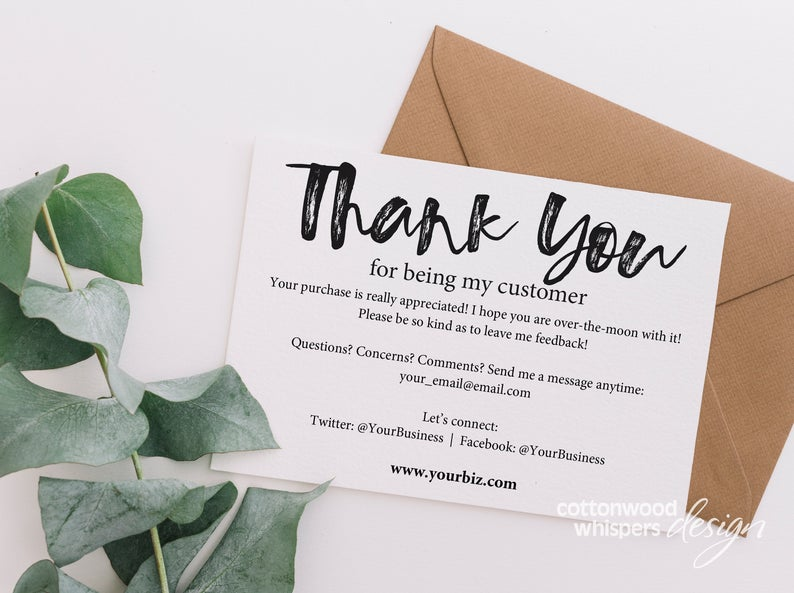 Thank You
for being my customer
Your purchase is really appreciated! I hope you are over-the-moon with it!
Please be so kind as to leave me feedback!
Questions? Concerns? Comments? Send me a message anytime:
your_email@email.com
Let's connect:
Twitter: @YourBusiness | Facebook: @YourBusiness
www.yourbiz.com
cottonwood
whispers design